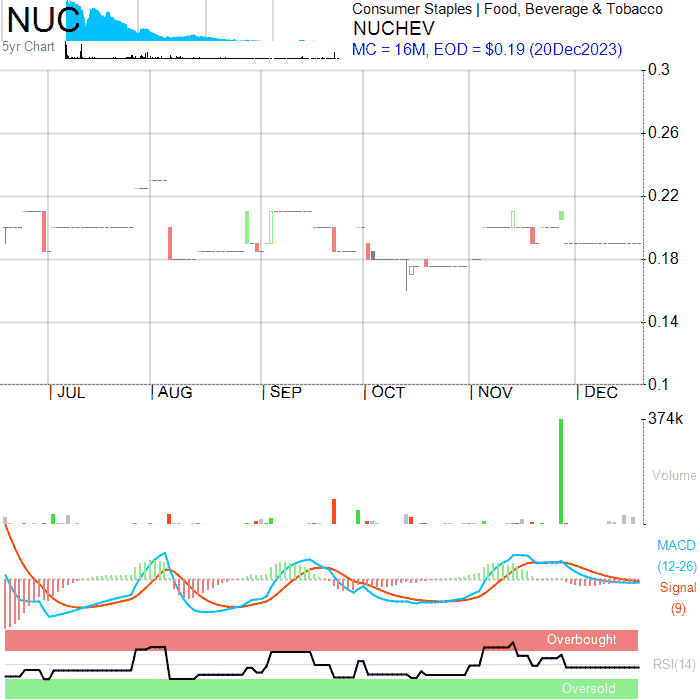 NUC
Consumer Staples | Food, Beverage & Tobacco
NUCHEV
5yr Chart
MC = 16M, EOD = $0.19 (20Dec2023)
0.3
0.26
0.22
0.18
0.14
0.1
JUL AUG SEP OCT NOV DEC
374k
Volume
MACD
(12-26)
Signal
(9)
Overbought
RSI(14)
Oversold